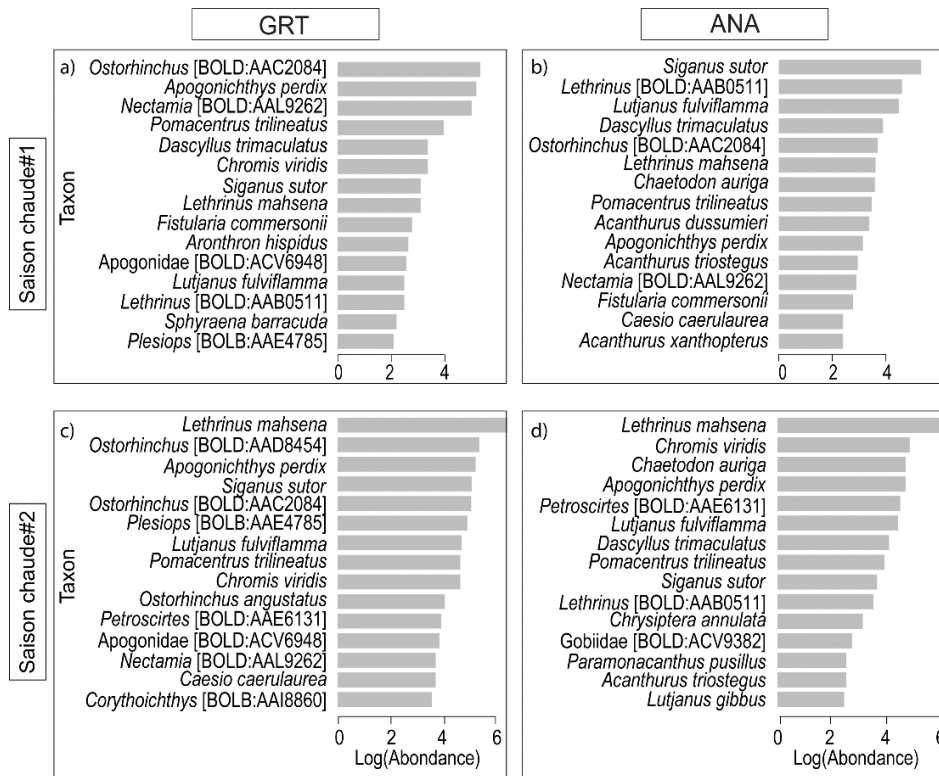 GRT
ANA
Saison chaude#1
Taxon
a)
Ostorhinchus [BOLD:AAC2084]
Apogonichthys perdix
Nectamia [BOLD:AAL9262]
Pomacentrus trilineatus
Dascyllus trimaculatus
Chromis viridis
Siganus sutor
Lethrinus mahsena
Fistularia commersonii
Aronthron hispidus
Apogonidae [BOLD:ACV6948]
Lutjanus fulviflamma
Lethrinus [BOLD:AAB0511]
Sphyraena barracuda
Plesiops [BOLB:AAE4785]
0 2 4
b)
Siganus sutor
Lethrinus [BOLD:AAB0511]
Lutjanus fulviflamma
Dascyllus trimaculatus
Ostorhinchus [BOLD:AAC2084]
Lethrinus mahsena
Chaetodon auriga
Pomacentrus trilineatus
Acanthurus dussumieri
Apogonichthys perdix
Acanthurus triostegus
Nectamia [BOLD:AAL9262]
Fistularia commersonii
Caesio caerulaurea
Acanthurus xanthopterus
0 2 4
Saison chaude#2
Taxon
c)
Lethrinus mahsena
Ostorhinchus [BOLD:AAD8454]
Apogonichthys perdix
Siganus sutor
Ostorhinchus [BOLD:AAC2084]
Plesiops [BOLB:AAE4785]
Lutjanus fulviflamma
Pomacentrus trilineatus
Chromis viridis
Ostorhinchus angustatus
Petroscirtes [BOLD:AAE6131]
Apogonidae [BOLD:ACV6948]
Nectamia [BOLD:AAL9262]
Caesio caerulaurea
Corythoichthys [BOLB:AAI8860]
0 2 4 6
Log(Abondance)
d)
Lethrinus mahsena
Chromis viridis
Chaetodon auriga
Apogonichthys perdix
Petroscirtes [BOLD:AAE6131]
Lutjanus fulviflamma
Dascyllus trimaculatus
Pomacentrus trilineatus
Siganus sutor
Lethrinus [BOLD:AAB0511]
Chrysiptera annulata
Gobiidae [BOLD:ACV9382]
Paramonacanthus pusillus
Acanthurus triostegus
Lutjanus gibbus
0 2 4 6
Log(Abondance)